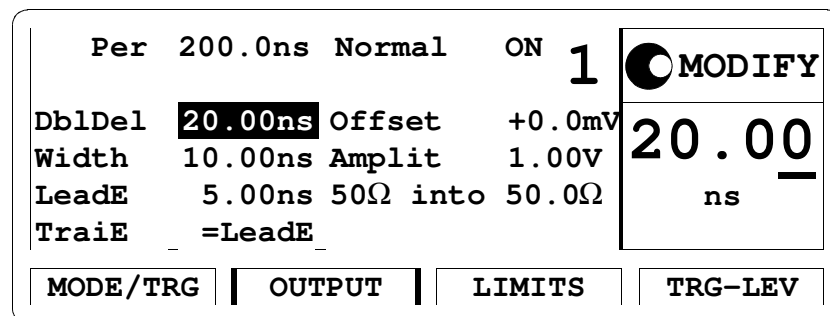 Per 200.0ns Normal ON 1 MODIFY
DblDel 20.00ns Offset +0.0mV 20.00
Width 10.00ns Amplit 1.00V
LeadE 5.00ns 50Ω into 50.0Ω ns
TraiE =LeadE
MODE/TRG OUTPUT LIMITS TRG-LEV